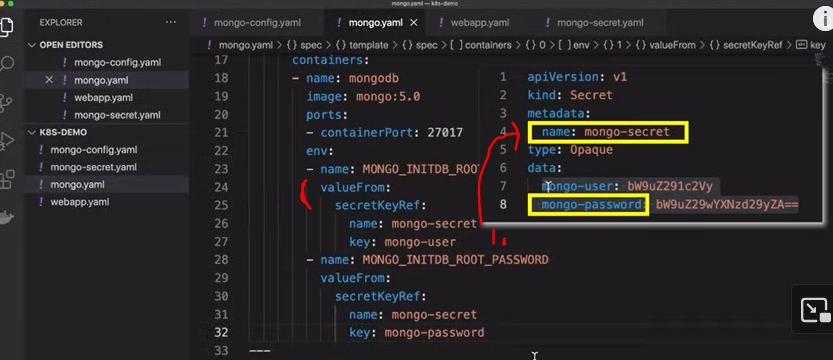 mongo.yaml — k8s-demo
EXPLORER
OPEN EDITORS
mongo-config.yaml
mongo.yaml
webapp.yaml
mongo-secret.yaml
K8S-DEMO
mongo-config.yaml
mongo-secret.yaml
mongo.yaml
webapp.yaml
mongo-config.yaml
mongo.yaml
webapp.yaml
mongo-secret.yaml
mongo.yaml > {} spec > {} template > {} spec > [ ] containers > {} 0 > [ ] env > {} 1 > {} valueFrom > {} secretKeyRef > key
17 containers:
18 - name: mongodb
19 image: mongo:5.0
20 ports:
21 - containerPort: 27017
22 env:
23 - name: MONGO_INITDB_ROO
24 valueFrom:
25 secretKeyRef:
26 name: mongo-secret
27 key: mongo-user
28 - name: MONGO_INITDB_ROOT_PASSWORD
29 valueFrom:
30 secretKeyRef:
31 name: mongo-secret
32 key: mongo-password
33 ---
1 apiVersion: v1
2 kind: Secret
3 metadata:
4 name: mongo-secret
5 type: Opaque
6 data:
7 mongo-user: bW9uZ291c2Vy
8 mongo-password: bW9uZ29wYXNzd29yZA==